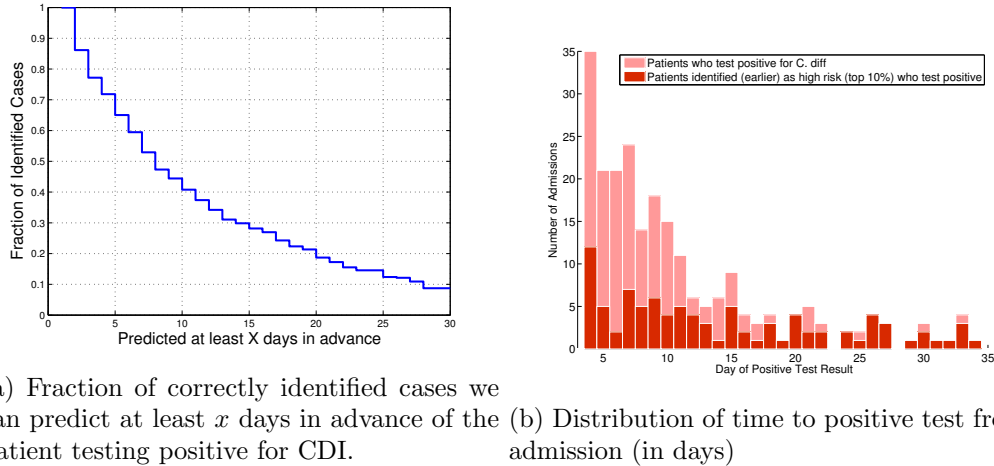 1
0.9
0.8
0.7
0.6
0.5
0.4
0.3
0.2
0.1
0
Fraction of Identified Cases
0 5 10 15 20 25 30
Predicted at least X days in advance
35
30
25
20
15
10
5
0
Number of Admissions
Patients who test positive for C. diff
Patients identified (earlier) as high risk (top 10%) who test positive
5 10 15 20 25 30 35
Day of Positive Test Result
) Fraction of correctly identified cases we
an predict at least x days in advance of the
atient testing positive for CDI.
(b) Distribution of time to positive test fr
admission (in days)